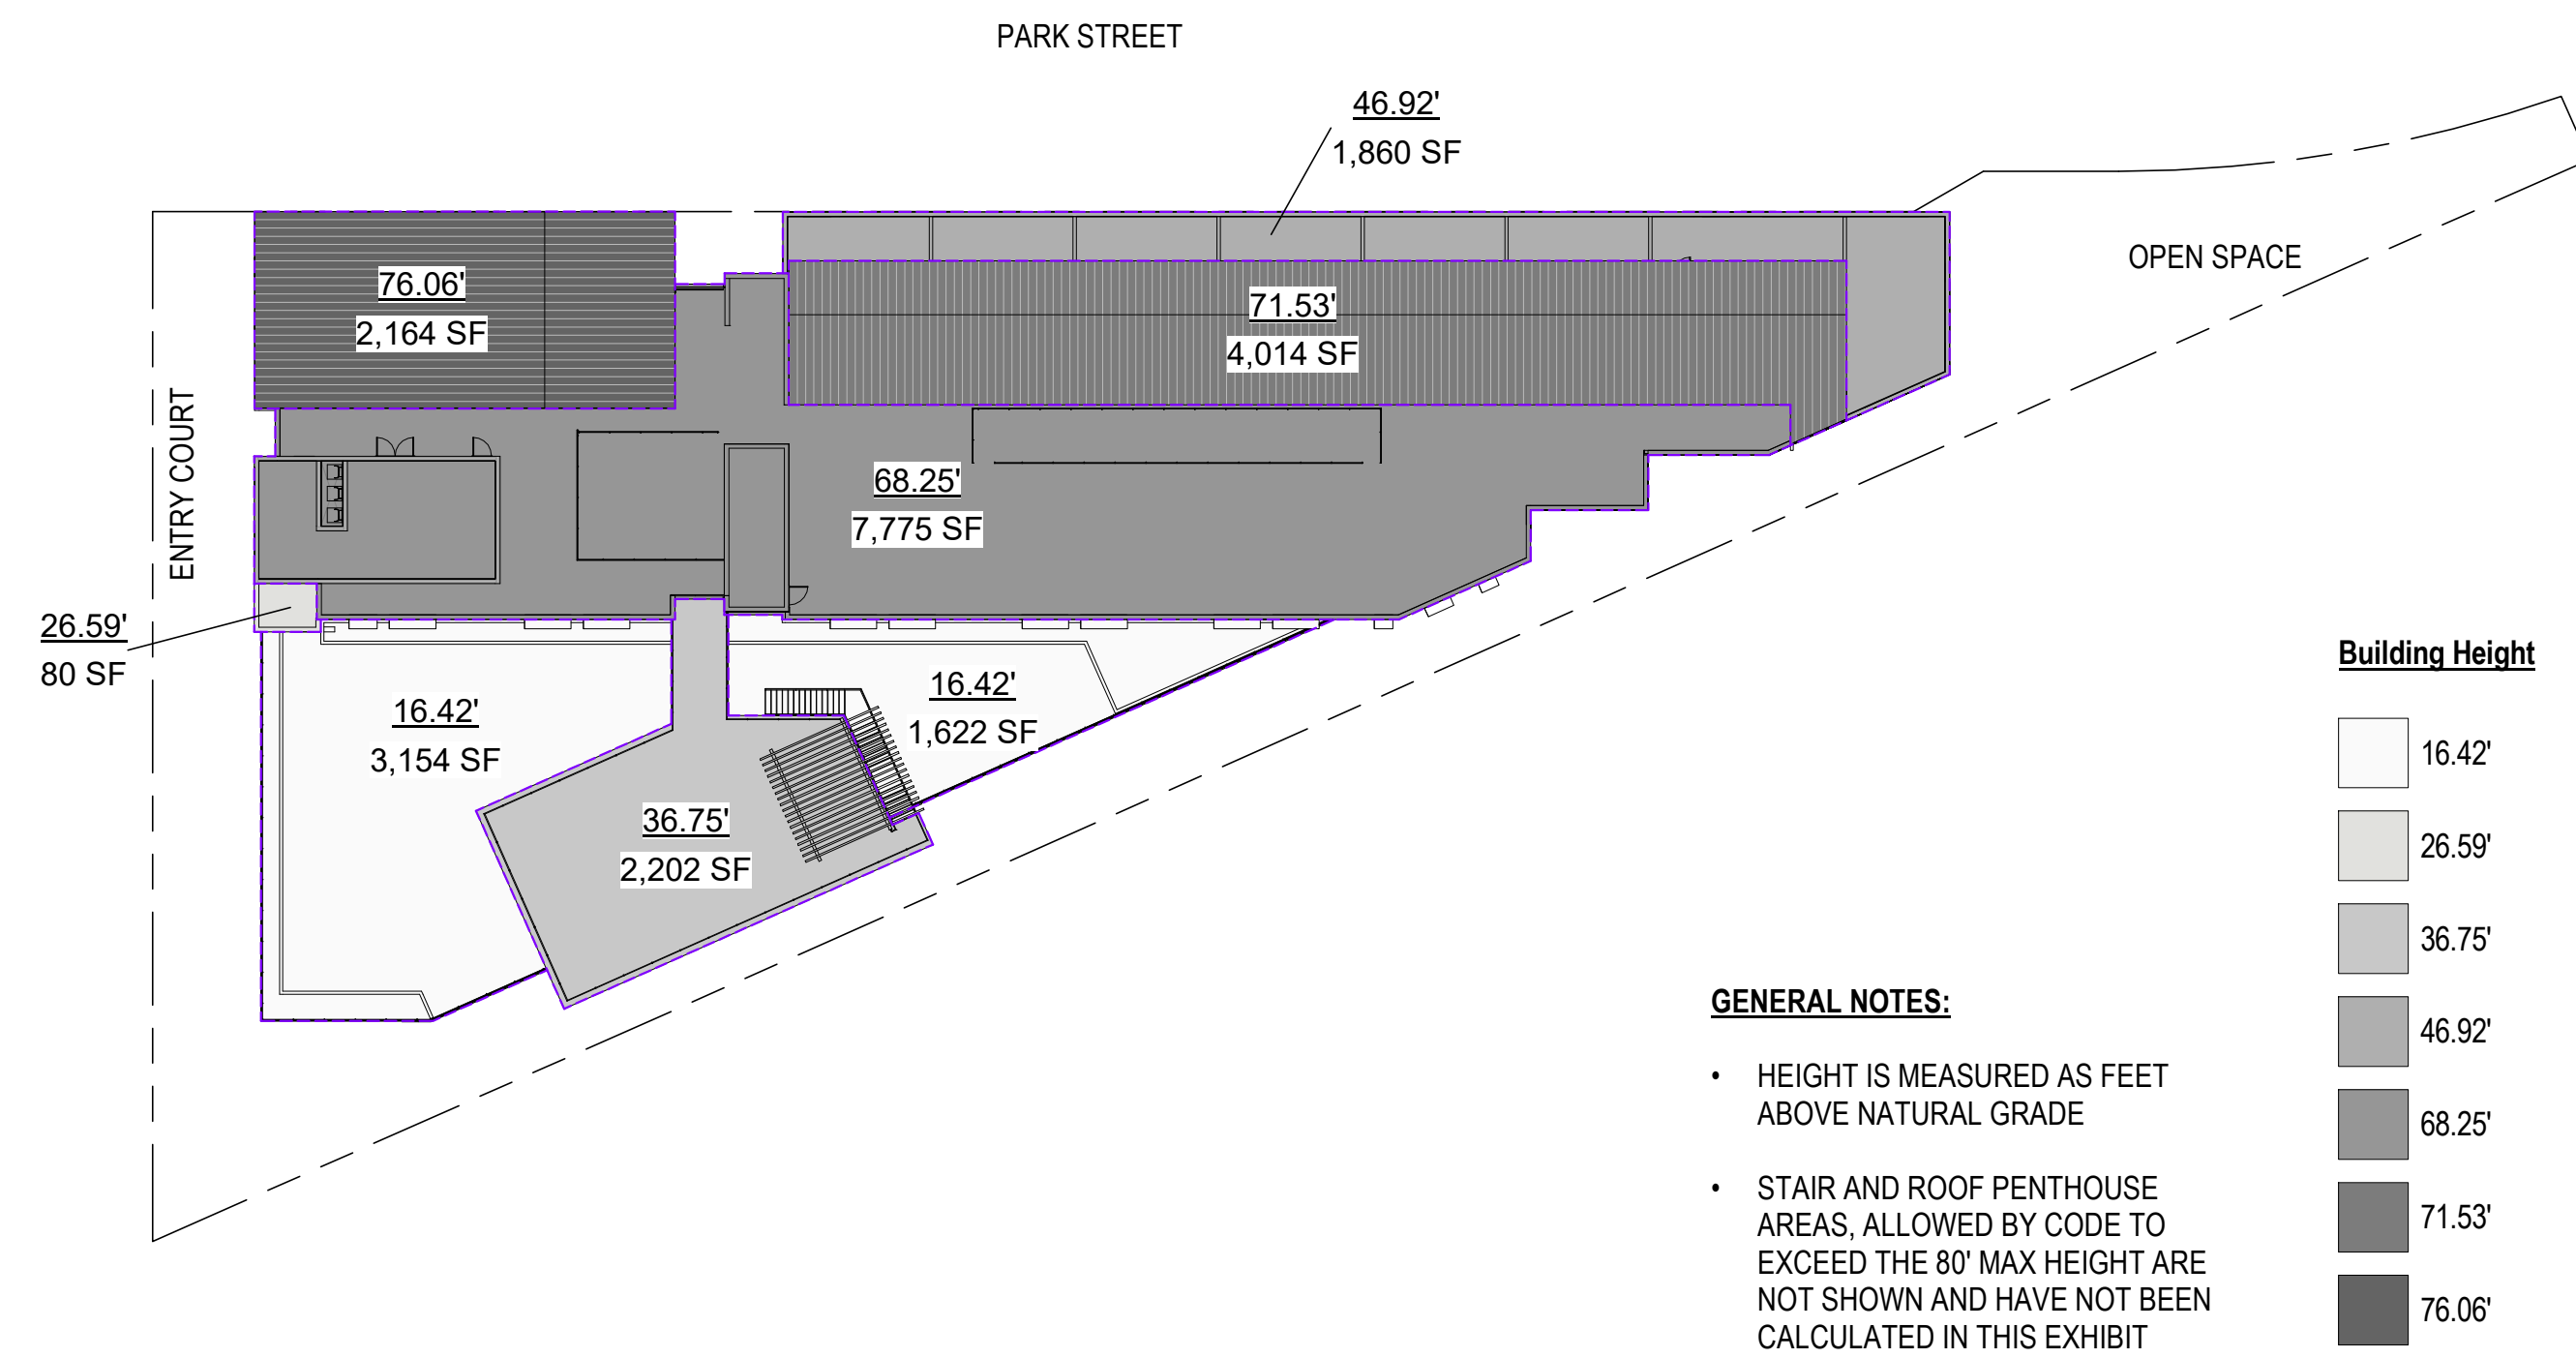 PARK STREET
46.92'
1,860 SF
OPEN SPACE
76.06'
2,164 SF
71.53'
4,014 SF
ENTRY COURT
68.25'
7,775 SF
26.59'
80 SF
16.42'
3,154 SF
16.42'
1,622 SF
36.75'
2,202 SF
Building Height
16.42'
26.59'
36.75'
46.92'
68.25'
71.53'
76.06'
GENERAL NOTES:
• HEIGHT IS MEASURED AS FEET
ABOVE NATURAL GRADE
• STAIR AND ROOF PENTHOUSE
AREAS, ALLOWED BY CODE TO
EXCEED THE 80' MAX HEIGHT ARE
NOT SHOWN AND HAVE NOT BEEN
CALCULATED IN THIS EXHIBIT